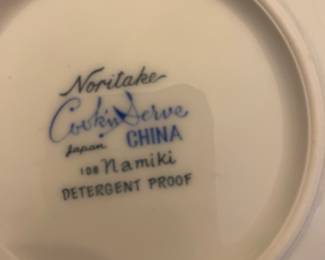 Noritake
Cook'n Serve
Japan CHINA
108 Namiki
DETERGENT PROOF